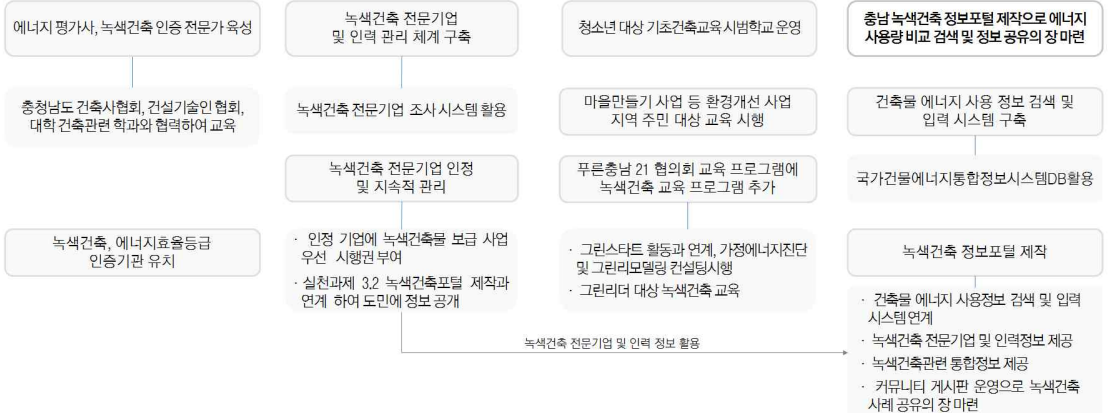 에너지 평가사, 녹색건축 인증 전문가 육성
충청남도 건축사협회, 건설기술인 협회,
대학 건축관련 학과와 협력하여 교육
녹색건축, 에너지효율등급
인증기관 유치
녹색건축 전문기업
및 인력 관리 체계 구축
녹색건축 전문기업 조사 시스템 활용
녹색건축 전문기업 인정
및 지속적 관리
· 인정 기업에 녹색건축물 보급 사업
우선 시행권 부여
· 실천과제 3.2 녹색건축포털 제작과
연계 하여 도민에 정보 공개
청소년 대상 기초건축교육 시범학교 운영
마을만들기 사업 등 환경개선 사업
지역 주민 대상 교육 시행
푸른충남 21 협의회 교육 프로그램에
녹색건축 교육 프로그램 추가
· 그린스타트 활동과 연계, 가정에너지진단
및 그린리모델링 컨설팅시행
· 그린리더 대상 녹색건축 교육
녹색건축 전문기업 및 인력 정보 활용
충남 녹색건축 정보포털 제작으로 에너지
사용량 비교 검색 및 정보 공유의 장 마련
건축물 에너지 사용 정보 검색 및
입력 시스템 구축
국가건물에너지통합정보시스템DB활용
녹색건축 정보포털 제작
· 건축물 에너지 사용정보 검색 및 입력
시스템 연계
· 녹색건축 전문기업 및 인력정보 제공
· 녹색건축관련 통합정보 제공
· 커뮤니티 게시판 운영으로 녹색건축
사례 공유의 장 마련